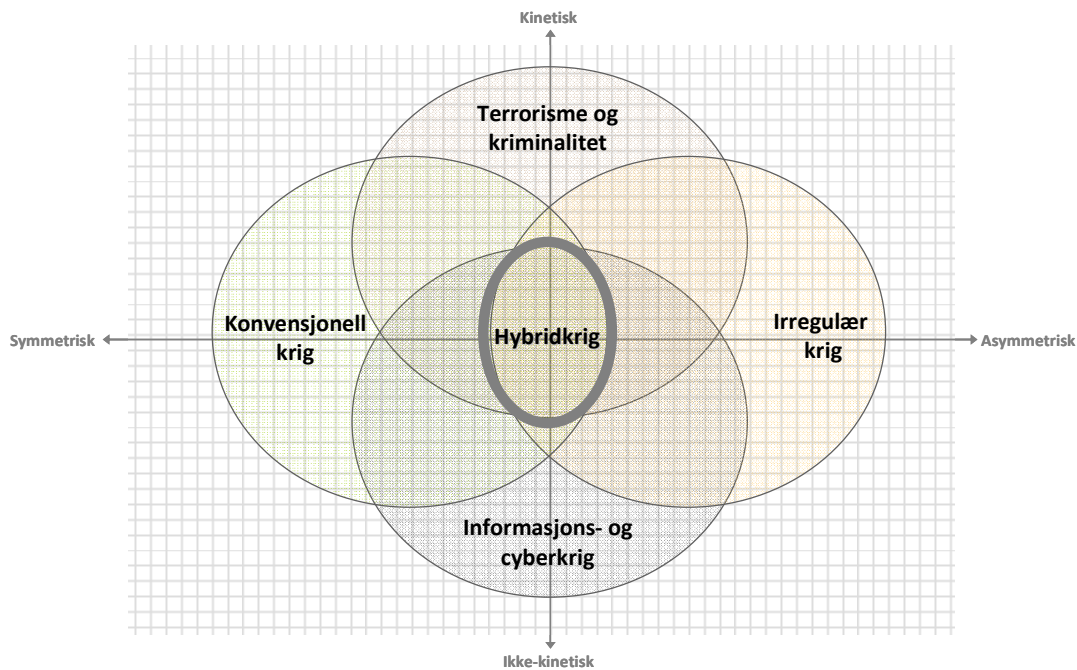 Kinetisk
Terrorisme og
kriminalitet
Konvensjonell
krig
Irregulær
krig
Hybridkrig
Symmetrisk
Asymmetrisk
Informasjons- og
cyberkrig
Ikke-kinetisk